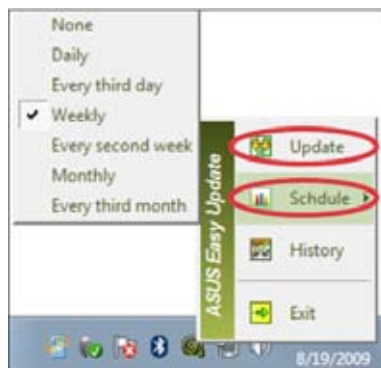 None
Daily
Every third day
Weekly
Every second week
Monthly
Every third month
ASUS Easy Update
Update
Schdule
History
Exit
8/19/2009